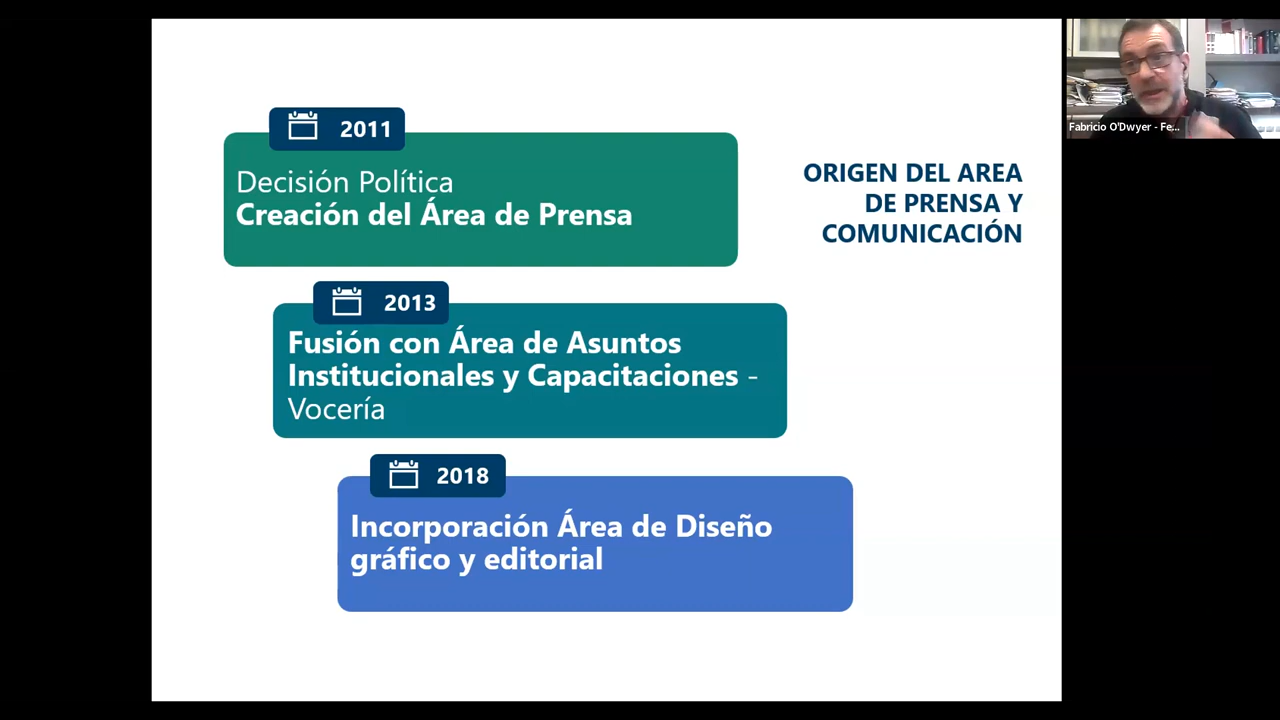 2011
Decisión Política
Creación del Área de Prensa
ORIGEN DEL AREA
DE PRENSA Y
COMUNICACIÓN
2013
Fusión con Área de Asuntos
Institucionales y Capacitaciones -
Vocería
2018
Incorporación Área de Diseño
gráfico y editorial
Fabricio O'Dwyer - Fe...